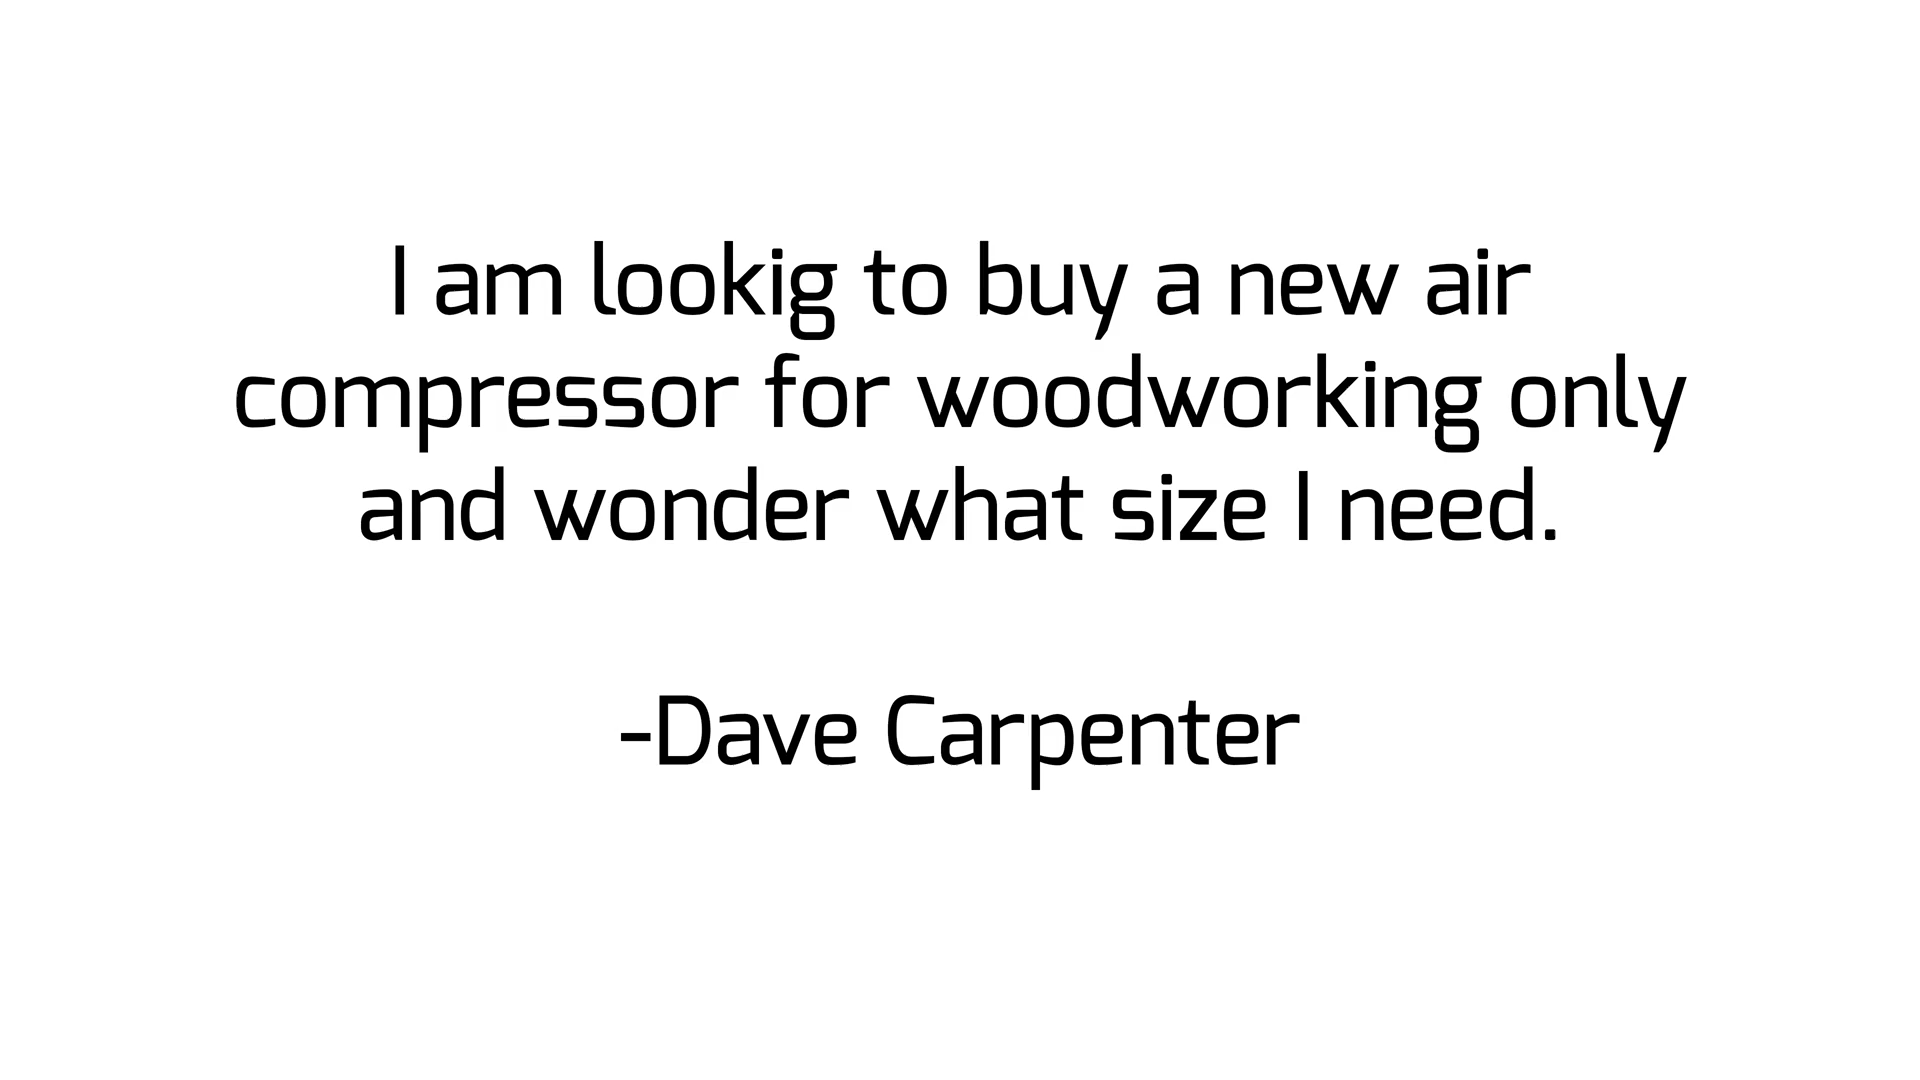 I am lookig to buy a new air
compressor for woodworking only
and wonder what size I need.
-Dave Carpenter